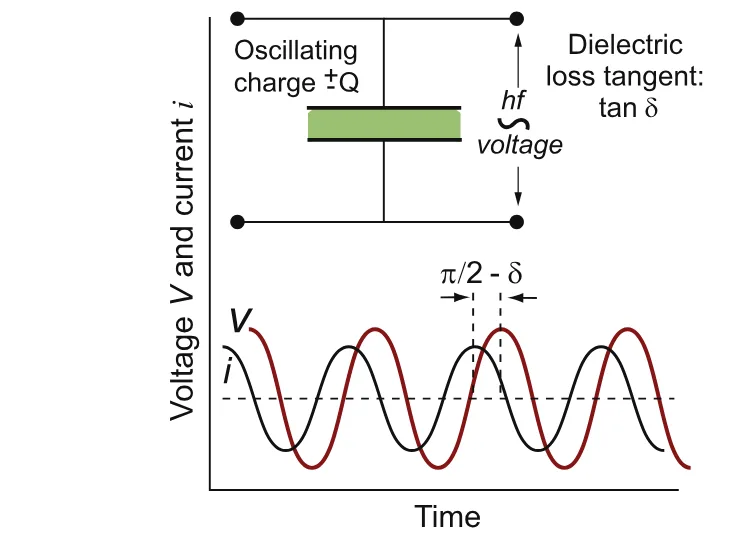 Oscillating
charge ±Q
Dielectric
loss tangent:
tan δ
hf
voltage
Voltage V and current i
π/2 - δ
V
i
Time